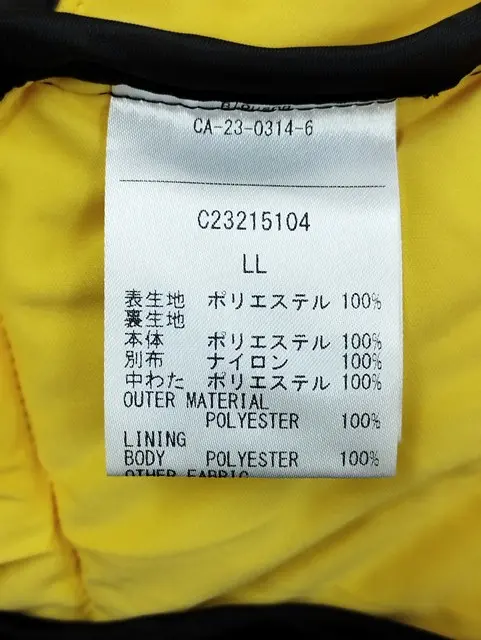 CA-23-0314-6
C23215104
LL
表生地 ポリエステル 100%
裏生地
本体 ポリエステル 100%
別布 ナイロン 100%
中わた ポリエステル 100%
OUTER MATERIAL
POLYESTER 100%
LINING
BODY POLYESTER 100%
OTHER FABRIC